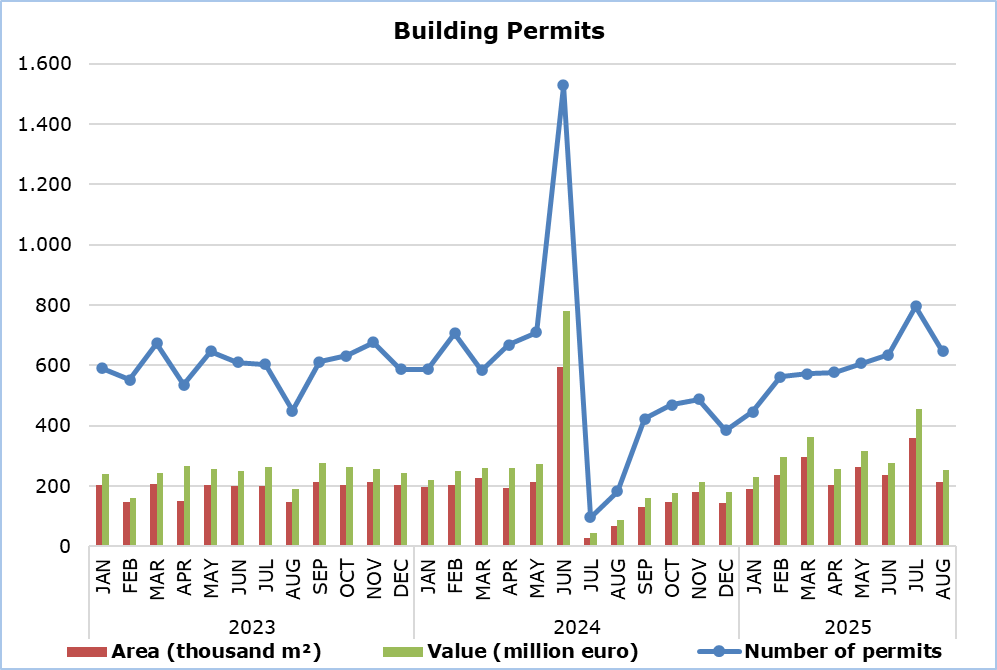 Building Permits
1.600
1.400
1.200
1.000
800
600
400
200
0
JAN FEB MAR APR MAY JUN JUL AUG SEP OCT NOV DEC JAN FEB MAR APR MAY JUN JUL AUG SEP OCT NOV DEC JAN FEB MAR APR MAY JUN JUL AUG
2023 2024 2025
Area (thousand m²) Value (million euro) Number of permits